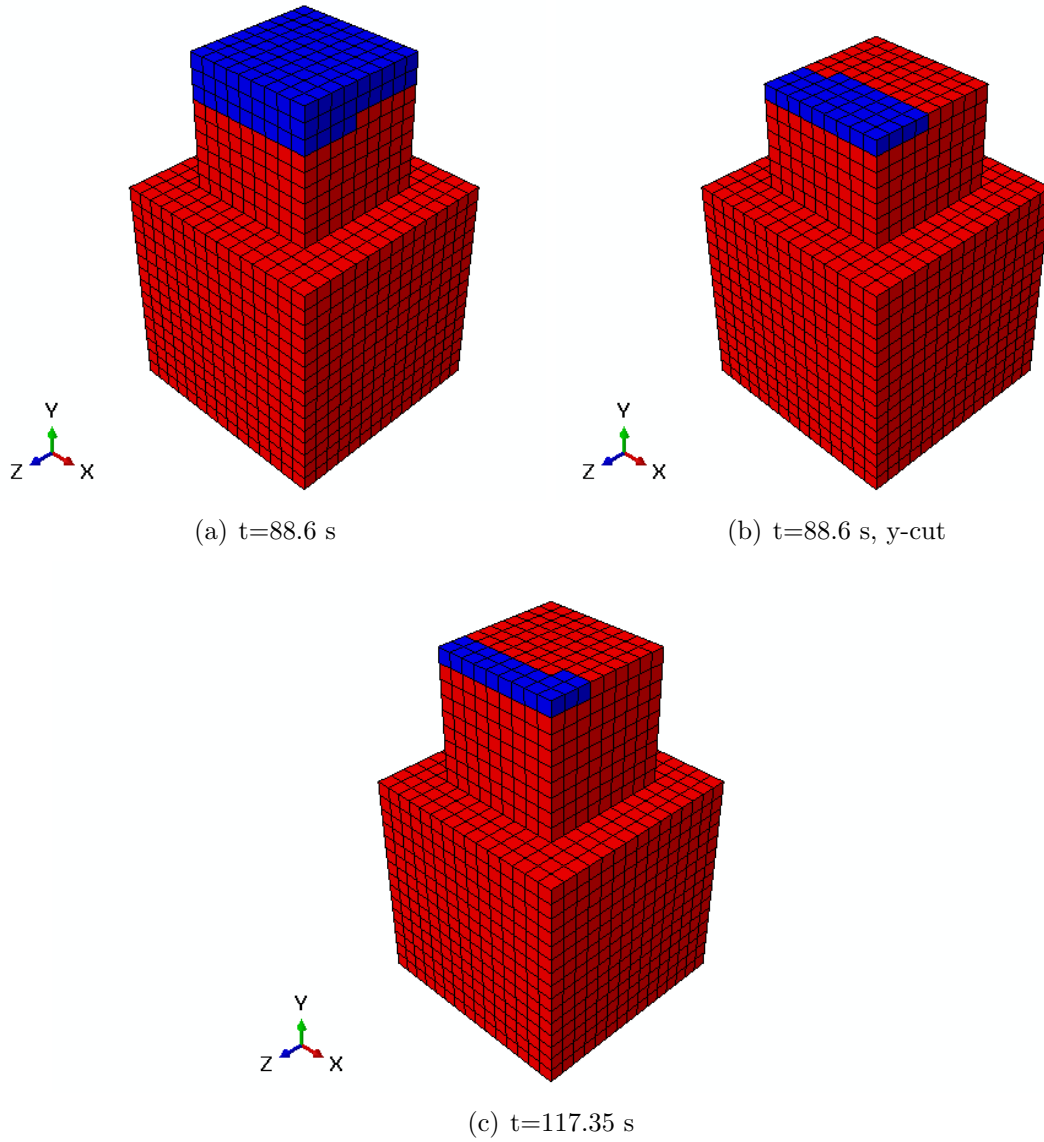 Y
Z X
Y
Z X
(a) t=88.6 s
(b) t=88.6 s, y-cut
Y
Z X
(c) t=117.35 s